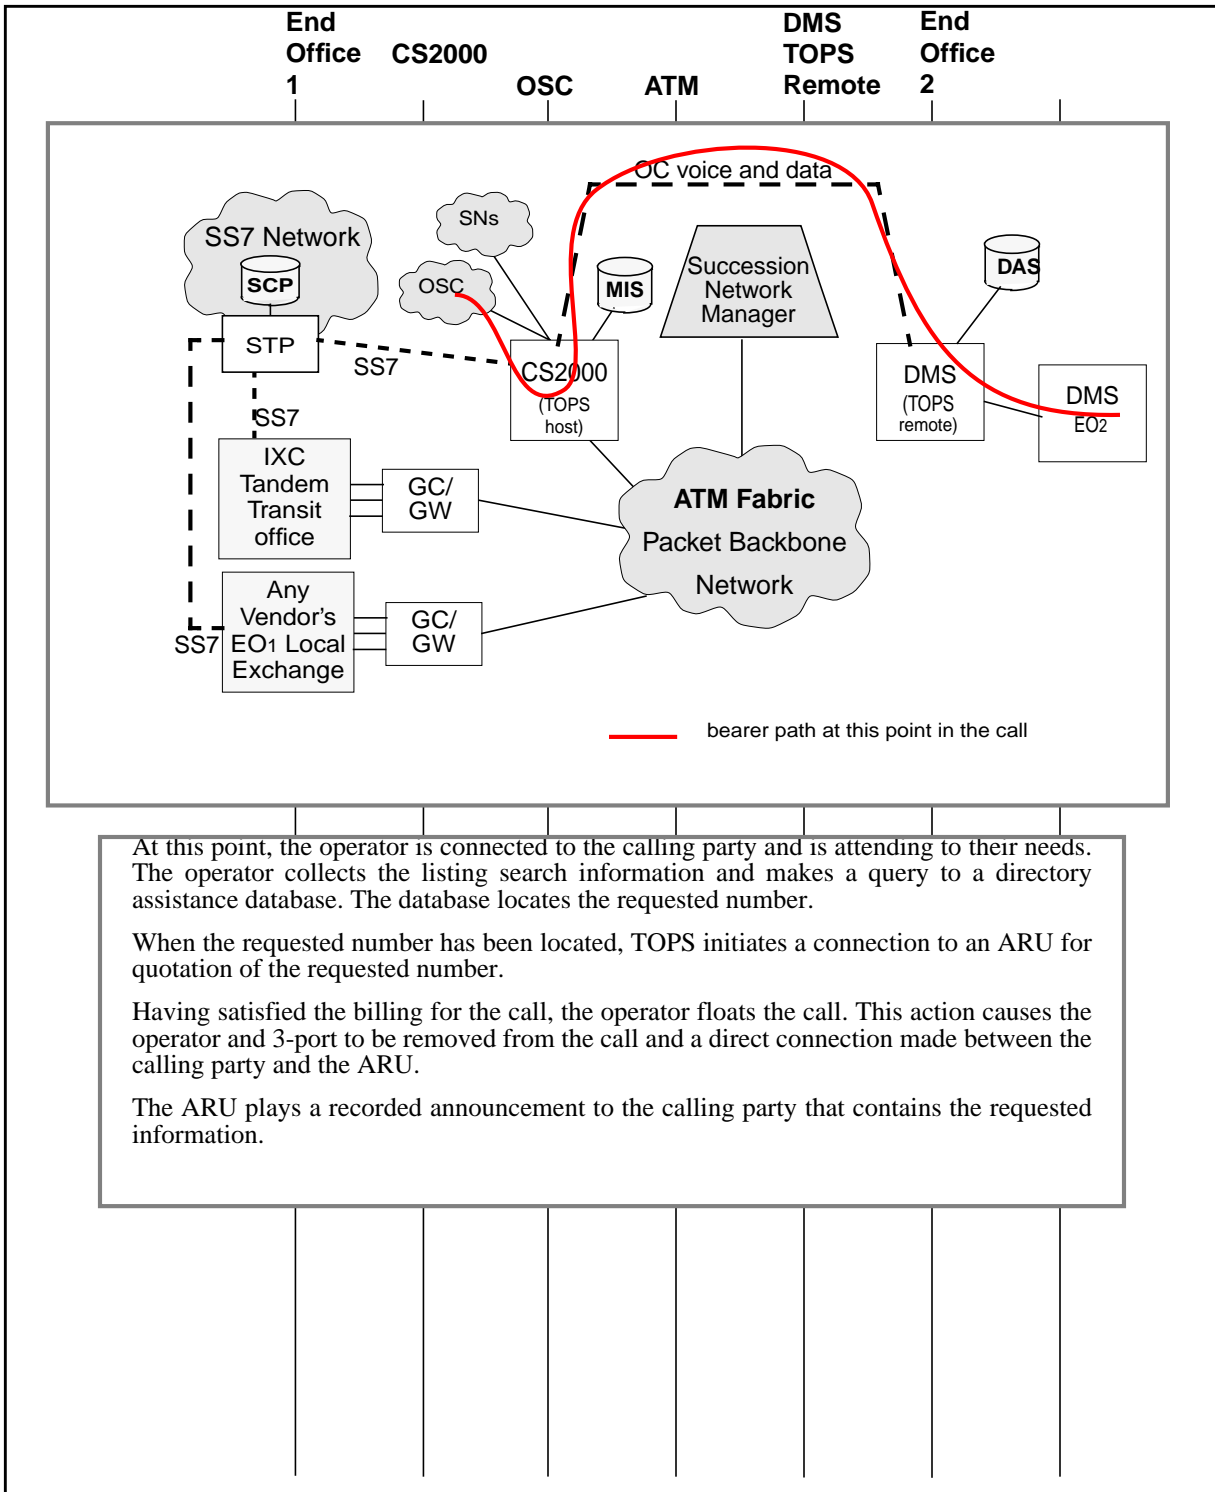 End Office 1
CS2000
OSC
ATM
DMS TOPS Remote
End Office 2
OC voice and data
SNs
SS7 Network
SCP
OSC
MIS
Succession
Network
Manager
DAS
STP
SS7
CS2000
(TOPS
host)
DMS
(TOPS
remote)
DMS
EO2
SS7
IXC
Tandem
Transit
office
GC/
GW
ATM Fabric
Packet Backbone
Network
Any
Vendor's
EO1 Local
Exchange
GC/
GW
SS7
bearer path at this point in the call
At this point, the operator is connected to the calling party and is attending to their needs.
The operator collects the listing search information and makes a query to a directory
assistance database. The database locates the requested number.
When the requested number has been located, TOPS initiates a connection to an ARU for
quotation of the requested number.
Having satisfied the billing for the call, the operator floats the call. This action causes the
operator and 3-port to be removed from the call and a direct connection made between the
calling party and the ARU.
The ARU plays a recorded announcement to the calling party that contains the requested
information.